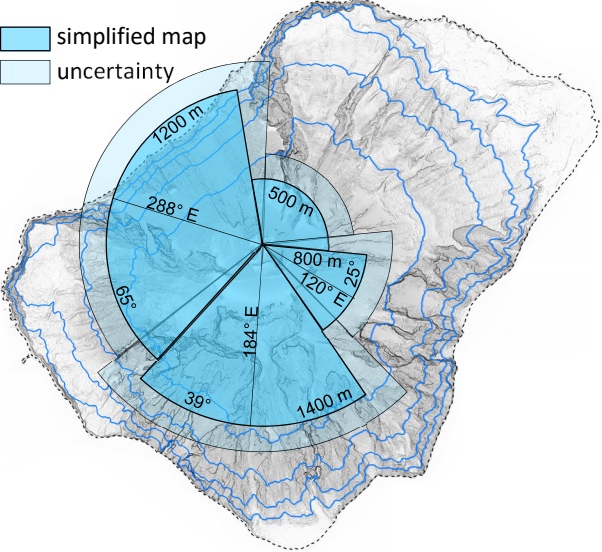 simplified map
uncertainty
1200 m
500 m
288° E
800 m
25°
120° E
65°
184° E
39°
1400 m